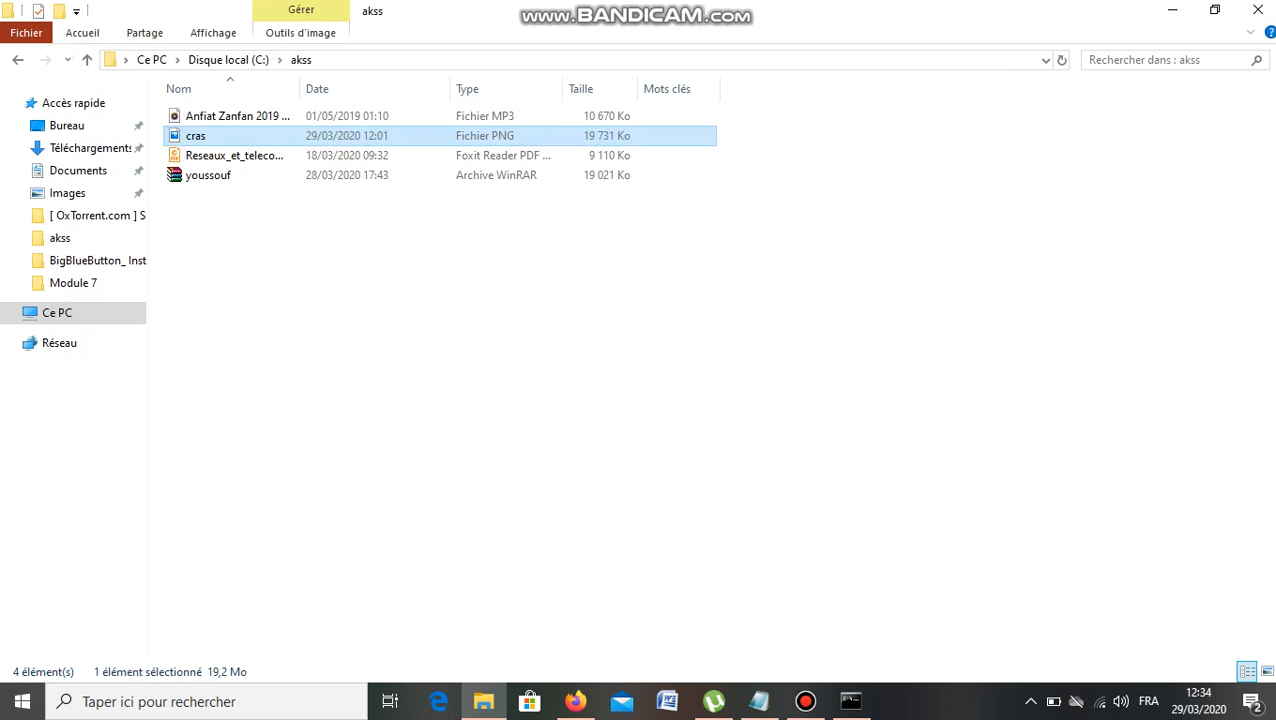 Gérer
akss
www.BANDICAM.com
Fichier
Accueil
Partage
Affichage
Outils d'image
Ce PC
Disque local (C:)
akss
Rechercher dans : akss
Nom
Date
Type
Taille
Mots clés
Accès rapide
Bureau
Téléchargements
Documents
Images
[ OxTorrent.com ] S
akss
BigBlueButton_ Inst
Module 7
Ce PC
Réseau
Anfiat Zanfan 2019 ... 01/05/2019 01:10 Fichier MP3 10 670 Ko
cras 29/03/2020 12:01 Fichier PNG 19 731 Ko
Reseaux_et_teleco... 18/03/2020 09:32 Foxit Reader PDF ... 9 110 Ko
youssouf 28/03/2020 17:43 Archive WinRAR 19 021 Ko
4 élément(s)
1 élément sélectionné 19,2 Mo
Taper ici pour rechercher
FRA
12:34
29/03/2020
2